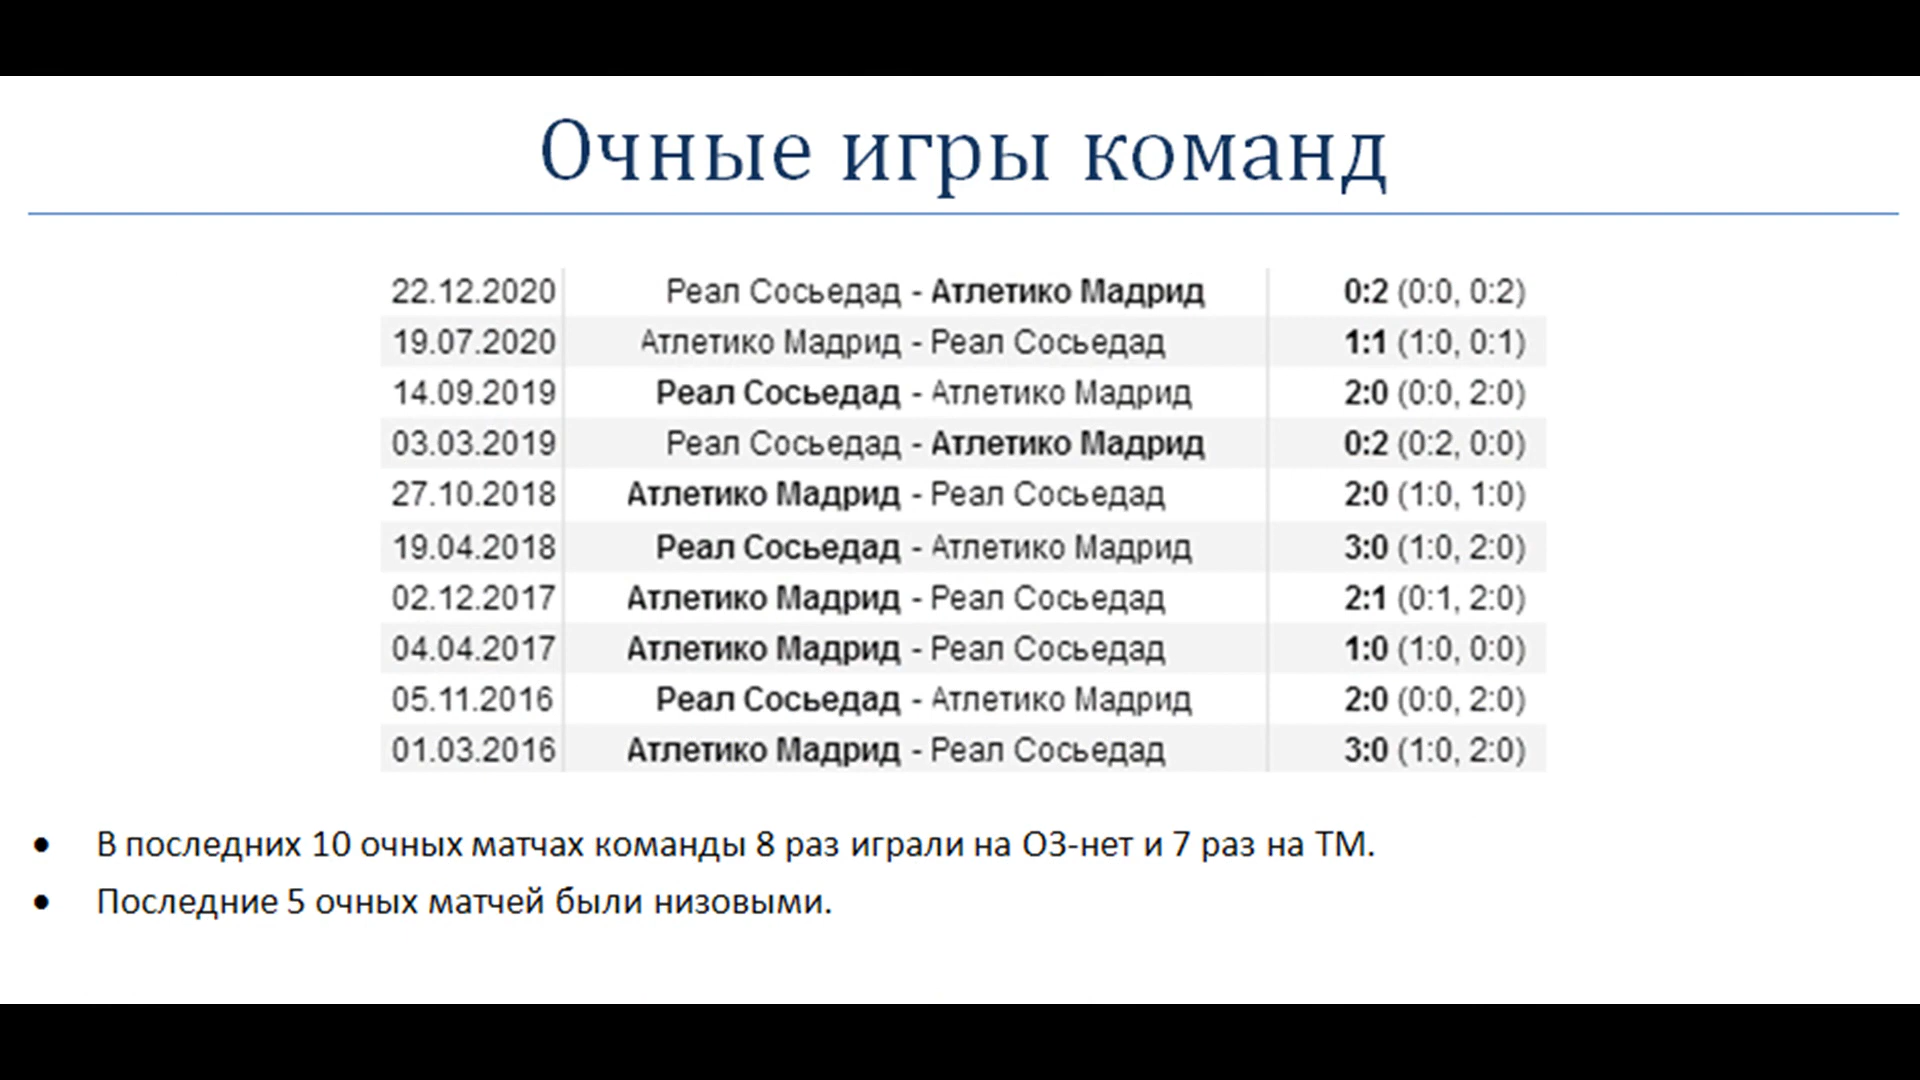 Очные игры команд
22.12.2020 Реал Сосьедад - Атлетико Мадрид 0:2 (0:0, 0:2)
19.07.2020 Атлетико Мадрид - Реал Сосьедад 1:1 (1:0, 0:1)
14.09.2019 Реал Сосьедад - Атлетико Мадрид 2:0 (0:0, 2:0)
03.03.2019 Реал Сосьедад - Атлетико Мадрид 0:2 (0:2, 0:0)
27.10.2018 Атлетико Мадрид - Реал Сосьедад 2:0 (1:0, 1:0)
19.04.2018 Реал Сосьедад - Атлетико Мадрид 3:0 (1:0, 2:0)
02.12.2017 Атлетико Мадрид - Реал Сосьедад 2:1 (0:1, 2:0)
04.04.2017 Атлетико Мадрид - Реал Сосьедад 1:0 (1:0, 0:0)
05.11.2016 Реал Сосьедад - Атлетико Мадрид 2:0 (0:0, 2:0)
01.03.2016 Атлетико Мадрид - Реал Сосьедад 3:0 (1:0, 2:0)
• В последних 10 очных матчах команды 8 раз играли на ОЗ-нет и 7 раз на ТМ.
• Последние 5 очных матчей были низовыми.